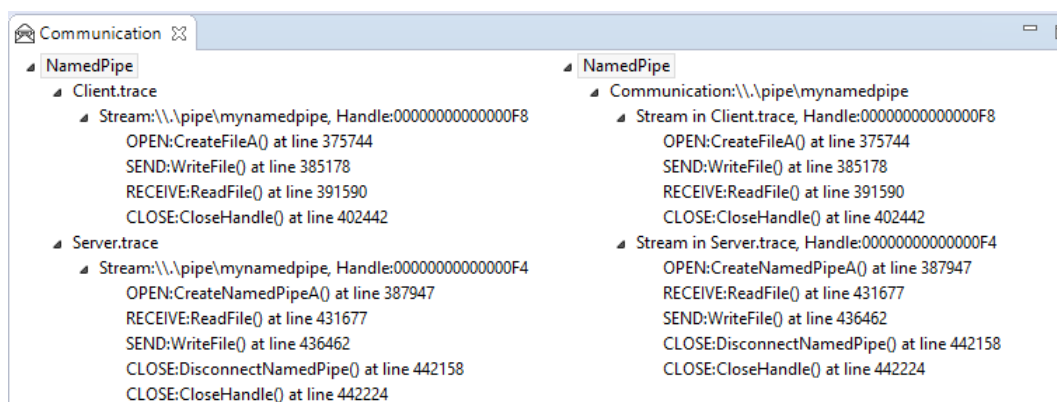 Communication
NamedPipe
Client.trace
Stream:\\.\pipe\mynamedpipe, Handle:00000000000000F8
OPEN:CreateFileA() at line 375744
SEND:WriteFile() at line 385178
RECEIVE:ReadFile() at line 391590
CLOSE:CloseHandle() at line 402442
Server.trace
Stream:\\.\pipe\mynamedpipe, Handle:00000000000000F4
OPEN:CreateNamedPipeA() at line 387947
RECEIVE:ReadFile() at line 431677
SEND:WriteFile() at line 436462
CLOSE:DisconnectNamedPipe() at line 442158
CLOSE:CloseHandle() at line 442224
NamedPipe
Communication:\\.\pipe\mynamedpipe
Stream in Client.trace, Handle:00000000000000F8
OPEN:CreateFileA() at line 375744
SEND:WriteFile() at line 385178
RECEIVE:ReadFile() at line 391590
CLOSE:CloseHandle() at line 402442
Stream in Server.trace, Handle:00000000000000F4
OPEN:CreateNamedPipeA() at line 387947
RECEIVE:ReadFile() at line 431677
SEND:WriteFile() at line 436462
CLOSE:DisconnectNamedPipe() at line 442158
CLOSE:CloseHandle() at line 442224